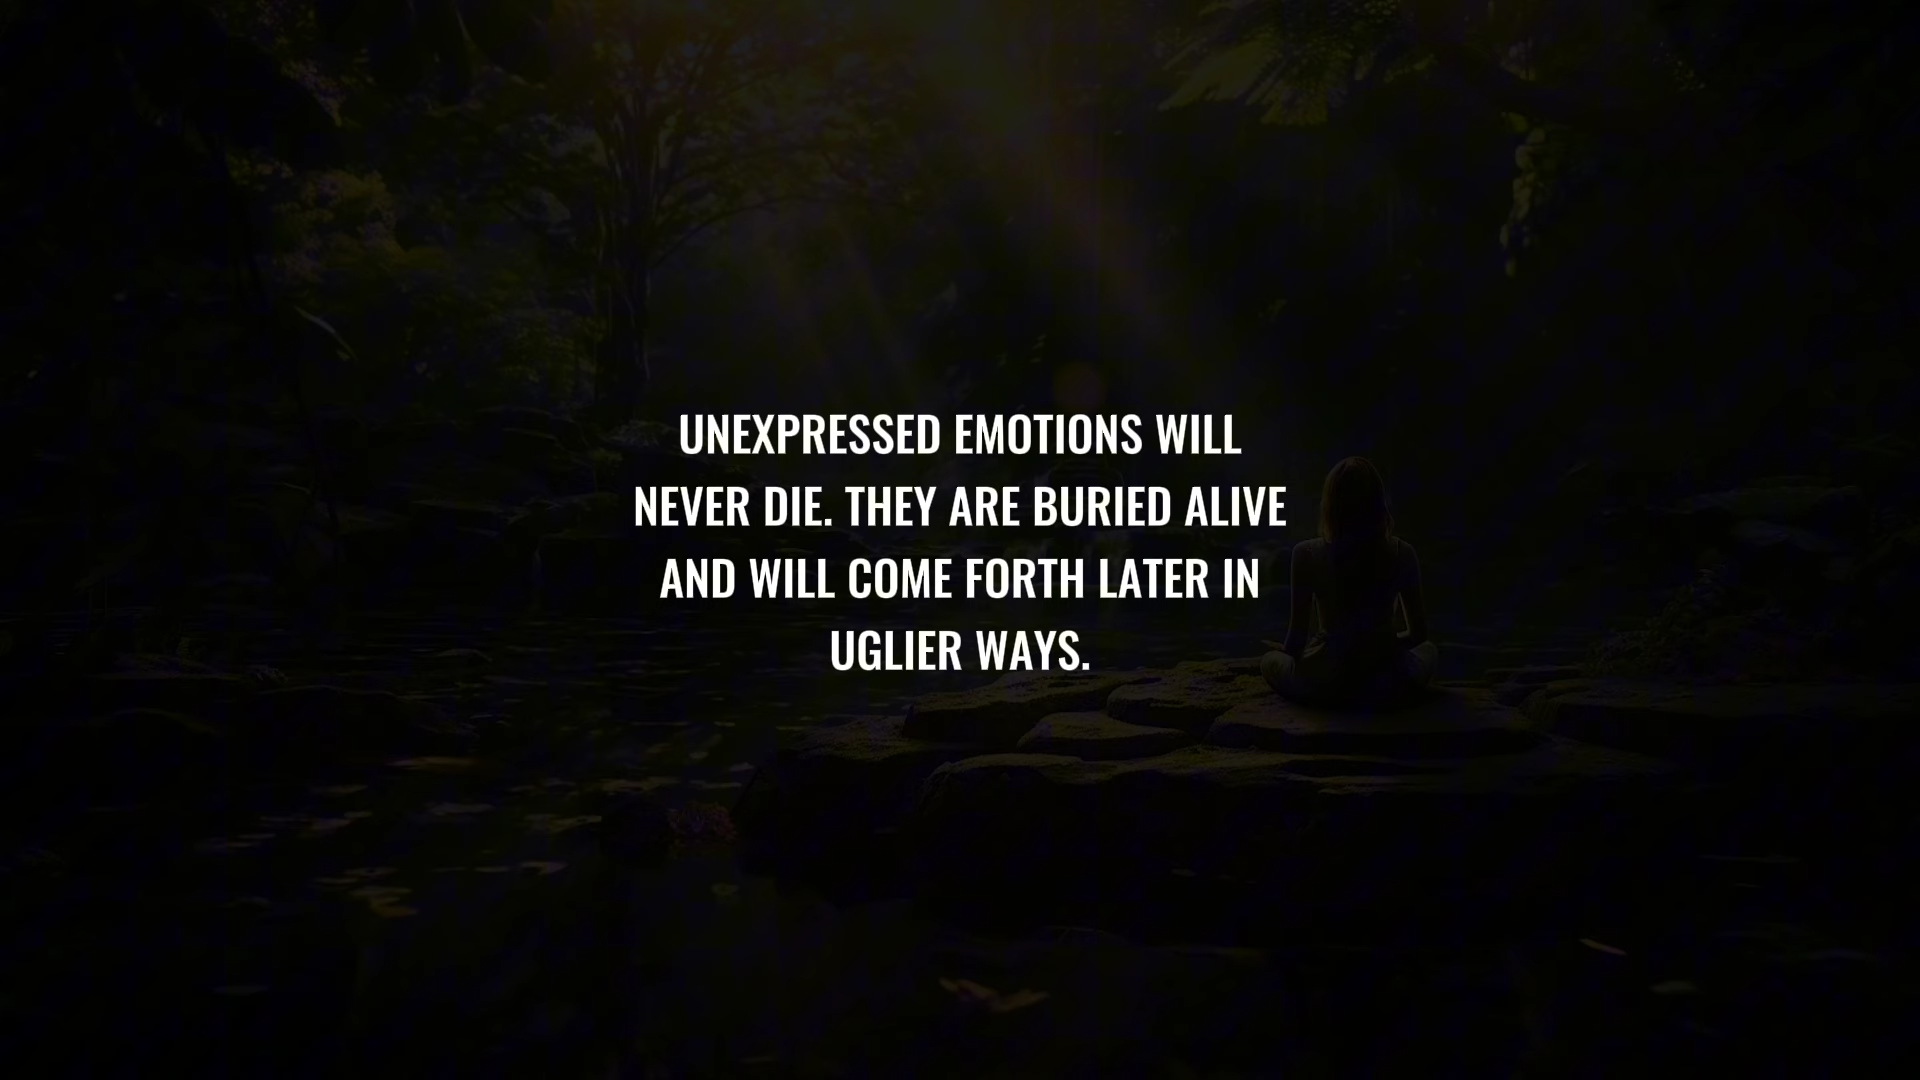 UNEXPRESSED EMOTIONS WILL
NEVER DIE. THEY ARE BURIED ALIVE
AND WILL COME FORTH LATER IN
UGLIER WAYS.